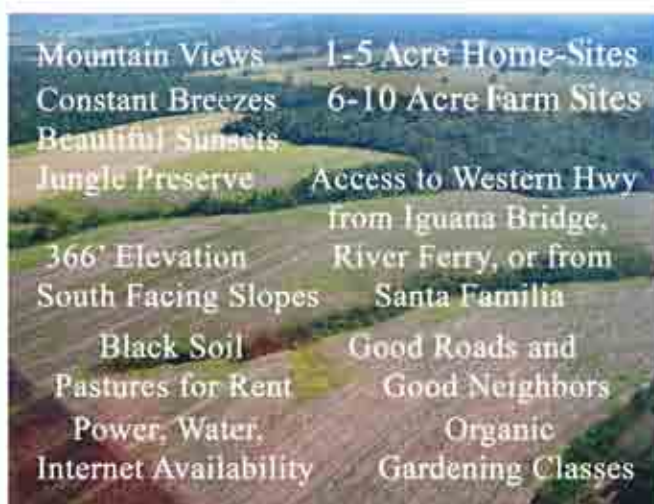 Mountain Views
Constant Breezes
Beautiful Sunsets
Jungle Preserve
366' Elevation
South Facing Slopes
Black Soil
Pastures for Rent
Power, Water,
Internet Availability
1-5 Acre Home-Sites
6-10 Acre Farm Sites
Access to Western Hwy
from Iguana Bridge,
River Ferry, or from
Santa Familia
Good Roads and
Good Neighbors
Organic
Gardening Classes